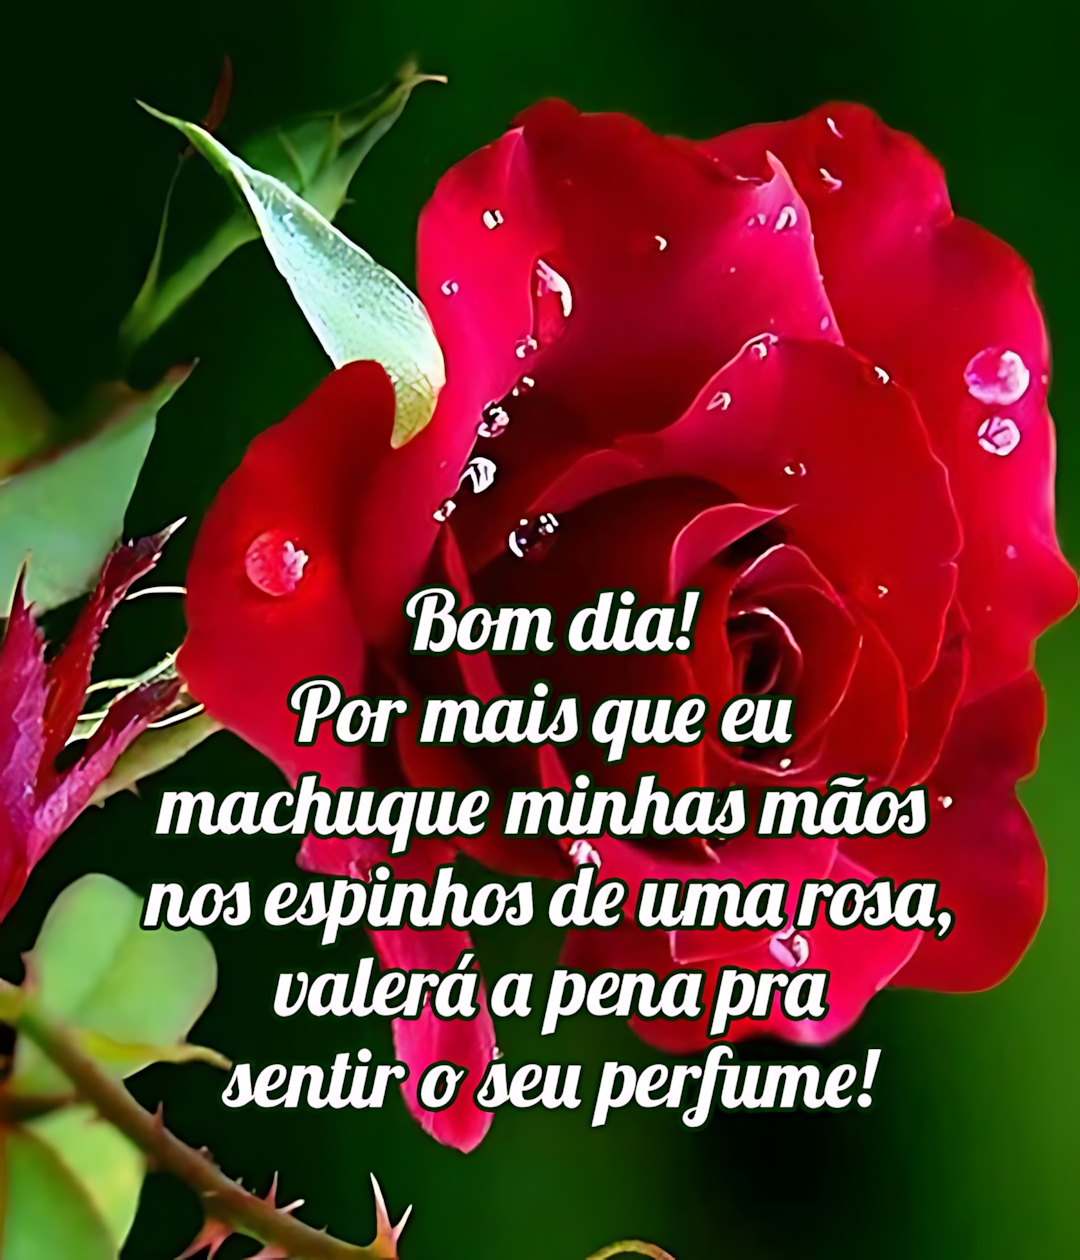 Bom dia!
Por mais que eu
machuque minhas mãos
nos espinhos de uma rosa,
valerá a pena pra
sentir o seu perfume!